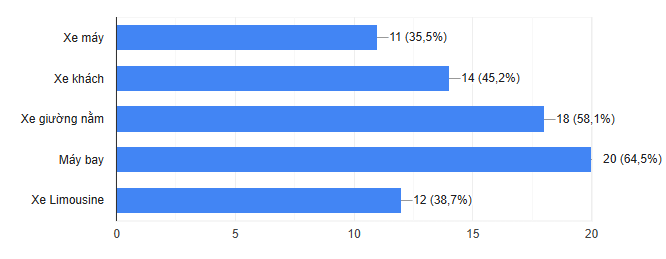 Xe máy 11 (35,5%)
Xe khách 14 (45,2%)
Xe giường nằm 18 (58,1%)
Máy bay 20 (64,5%)
Xe Limousine 12 (38,7%)
0 5 10 15 20